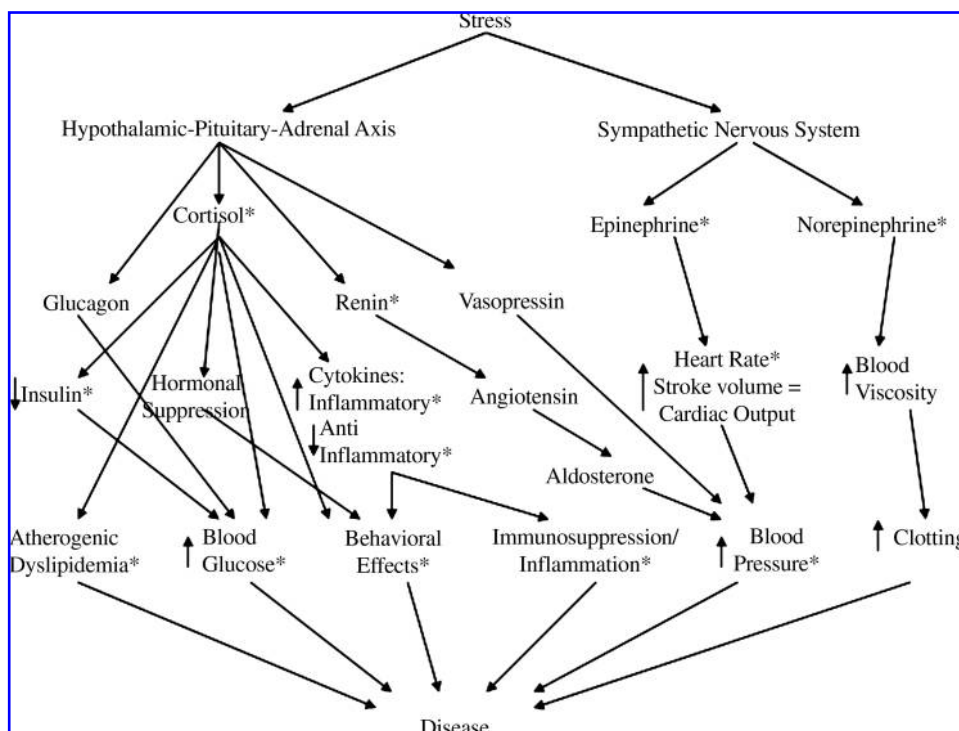 Stress
Hypothalamic-Pituitary-Adrenal Axis
Sympathetic Nervous System
Cortisol*
Epinephrine*
Norepinephrine*
Glucagon
Renin*
Vasopressin
Insulin*
Hormonal
Suppression
Cytokines:
Inflammatory*
Anti
Inflammatory*
Angiotensin
Heart Rate*
Stroke volume =
Cardiac Output
Blood
Viscosity
Aldosterone
Atherogenic
Dyslipidemia*
Blood
Glucose*
Behavioral
Effects*
Immunosuppression/
Inflammation*
Blood
Pressure*
Clotting
Disease